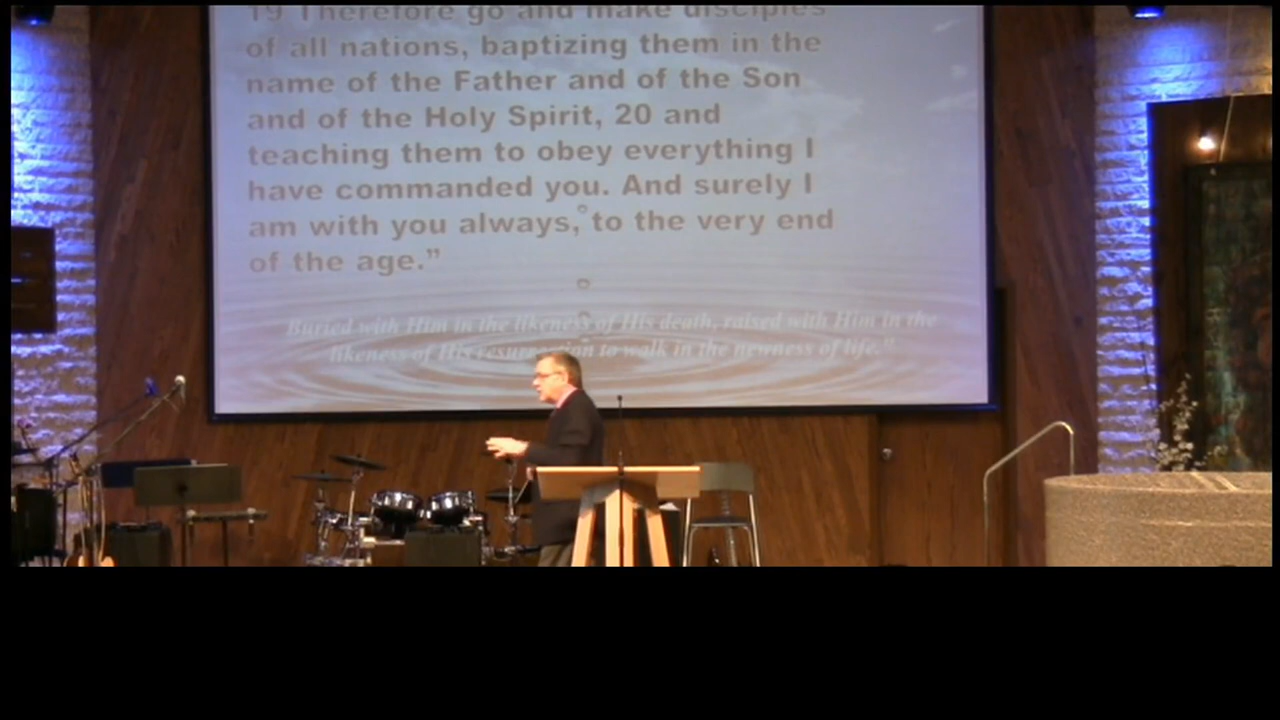 19 Therefore go and make disciples
of all nations, baptizing them in the
name of the Father and of the Son
and of the Holy Spirit, 20 and
teaching them to obey everything I
have commanded you. And surely I
am with you always, to the very end
of the age.”
Buried with Him in the likeness of His death, raised with Him in the
likeness of His resurrection to walk in the newness of life."